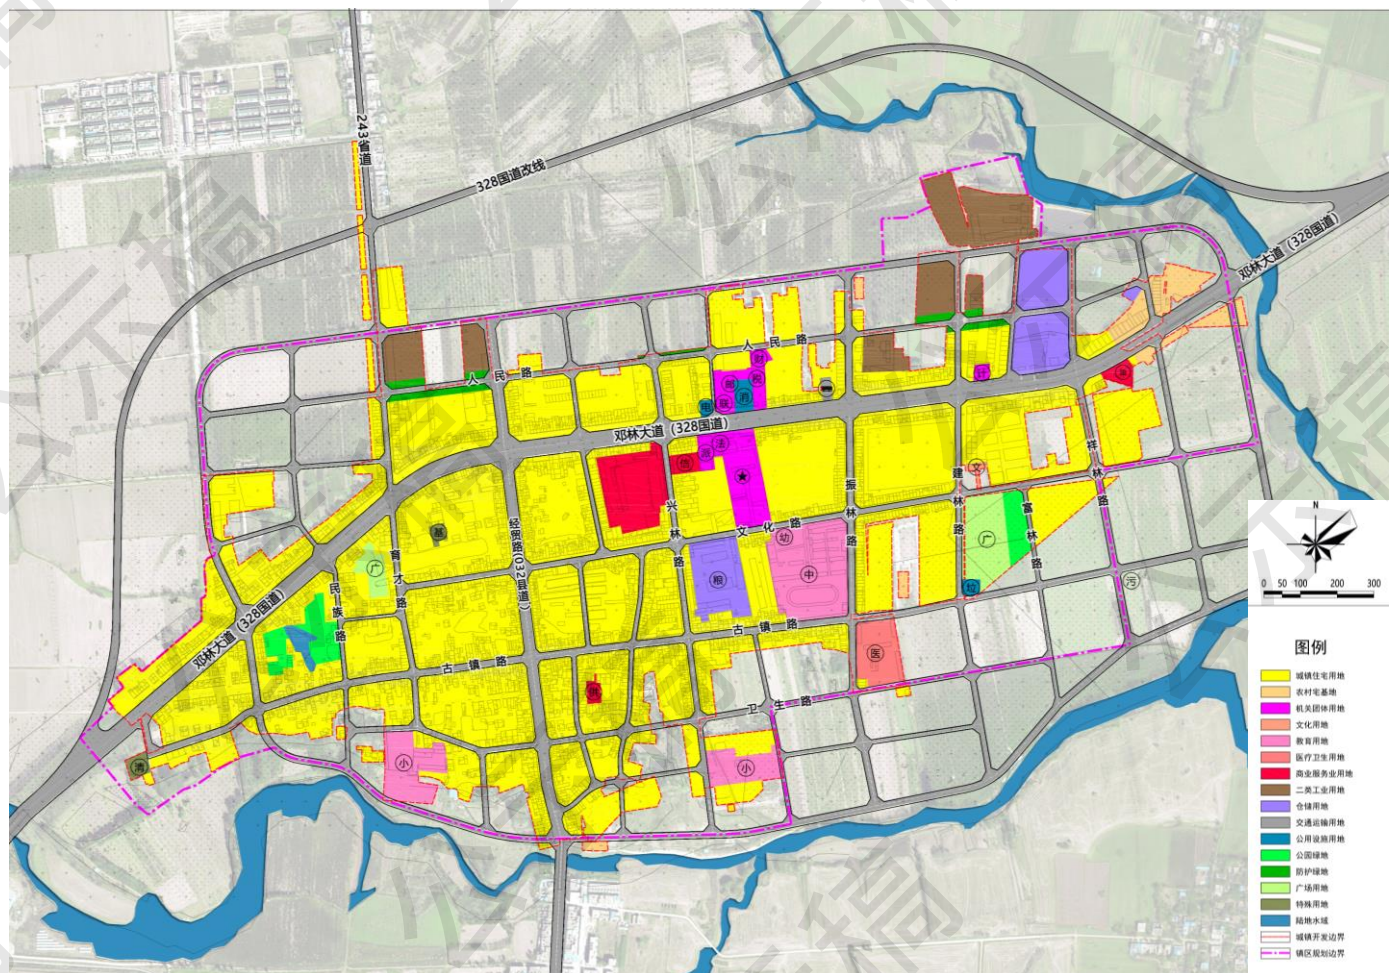 公示稿
243省道
328国道改线
邓林大道（328国道）
人民路
财
税
邮
联
消
电
人民路
邓林大道（328国道）
法
派
信
兴林路
文化路
振林路
建林路
富林路
祥林路
文
广
垃
污
幼
中
粮
基
广
育才路
经贸路(032县道)
民族路
邓林大道（328国道）
古镇路
古镇路
医
卫生路
清
小
小
N
0 50 100 200 300
图例
城镇住宅用地
农村宅基地
机关团体用地
文化用地
教育用地
医疗卫生用地
商业服务业用地
二类工业用地
仓储用地
交通运输用地
公用设施用地
公园绿地
防护绿地
广场用地
特殊用地
陆地水域
城镇开发边界
镇区规划边界